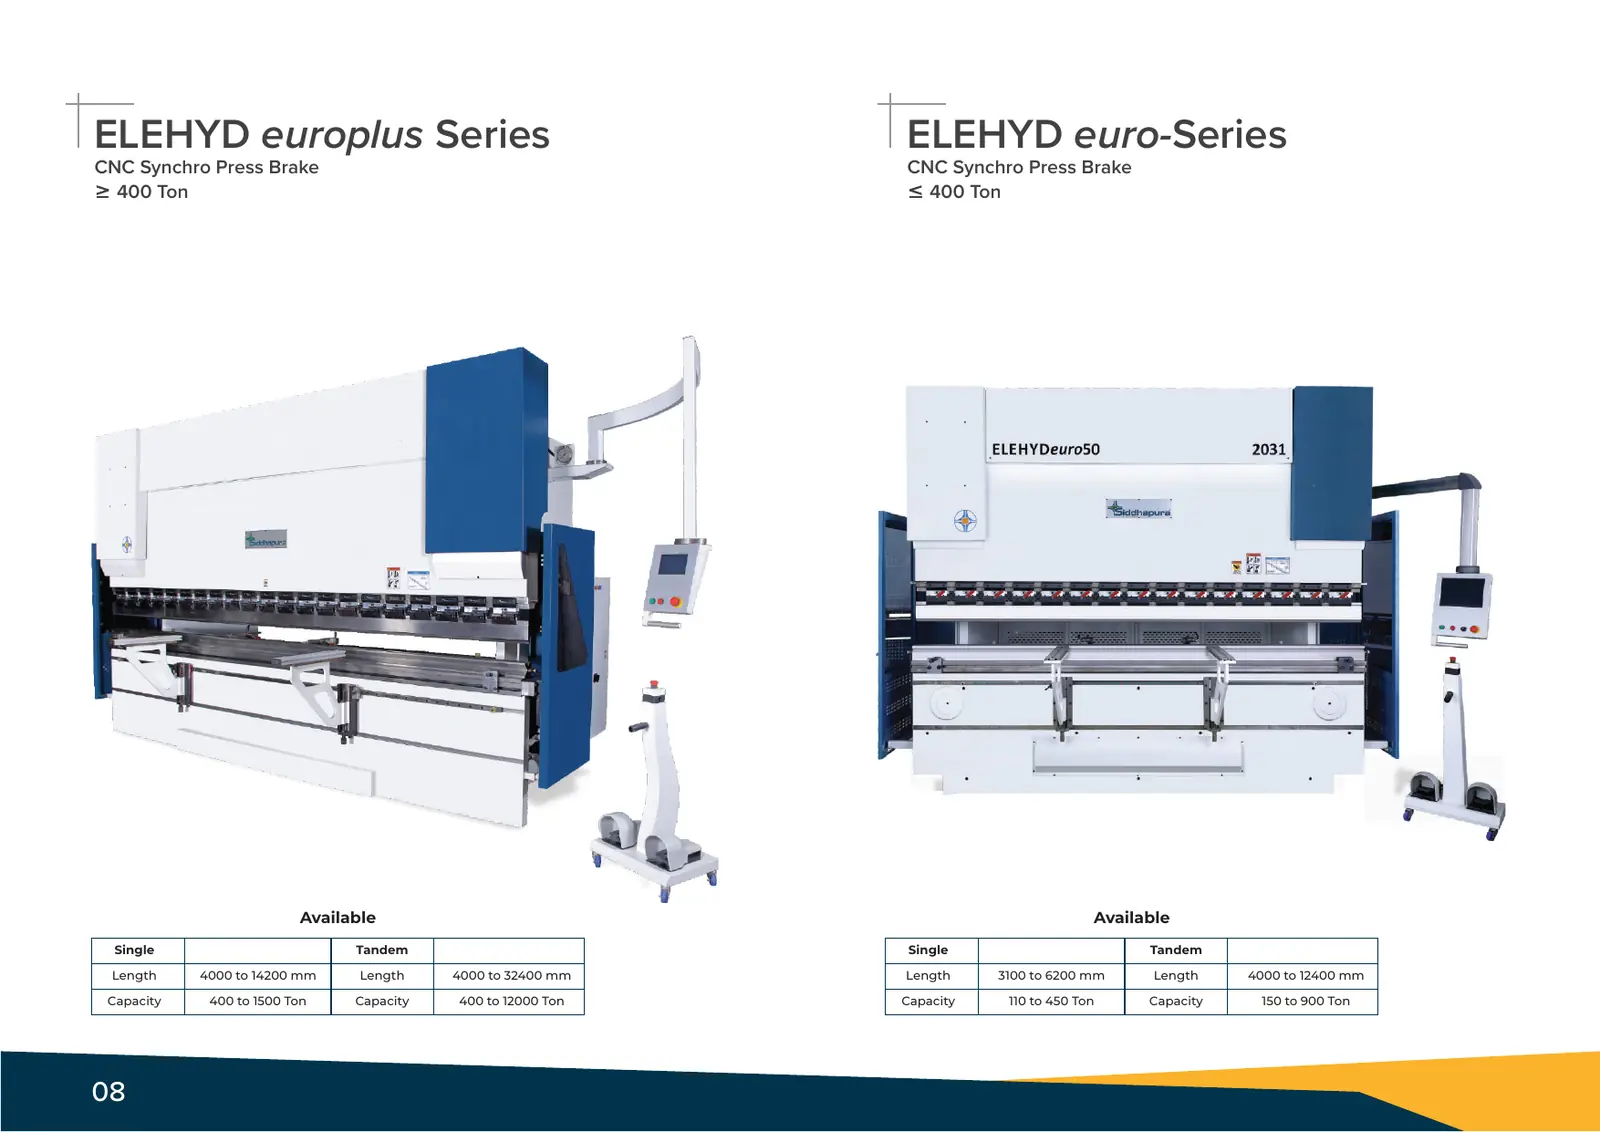 ELEHYD europlus Series
CNC Synchro Press Brake
≥ 400 Ton
Siddhapura
Available
Single Tandem
Length 4000 to 14200 mm Length 4000 to 32400 mm
Capacity 400 to 1500 Ton Capacity 400 to 12000 Ton
ELEHYD euro-Series
CNC Synchro Press Brake
≤ 400 Ton
ELEHYDeuro50 2031
Siddhapura
Available
Single Tandem
Length 3100 to 6200 mm Length 4000 to 12400 mm
Capacity 110 to 450 Ton Capacity 150 to 900 Ton
08